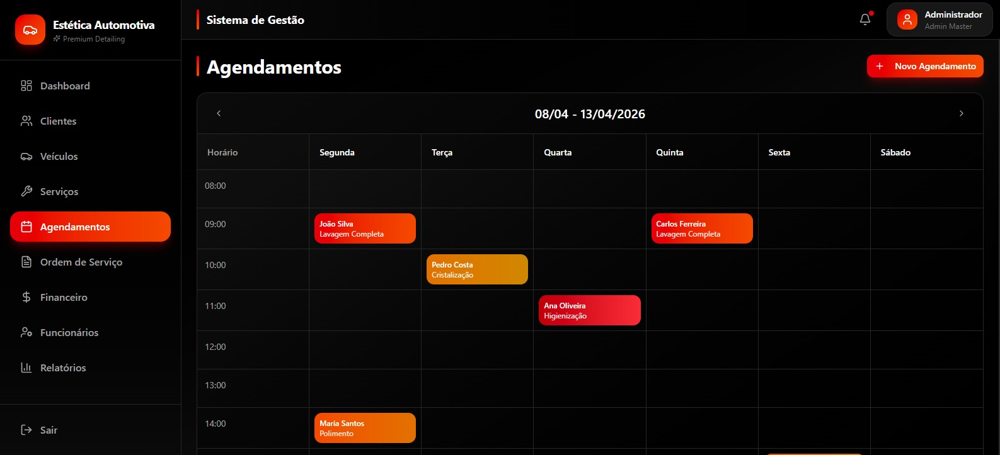 Estética Automotiva
Premium Detailing
Dashboard
Clientes
Veículos
Serviços
Agendamentos
Ordem de Serviço
Financeiro
Funcionários
Relatórios
Sair
Sistema de Gestão
Administrador
Admin Master
Agendamentos
+ Novo Agendamento
08/04 - 13/04/2026
Horário Segunda Terça Quarta Quinta Sexta Sábado
08:00
09:00
João Silva
Lavagem Completa
Carlos Ferreira
Lavagem Completa
10:00
Pedro Costa
Cristalização
11:00
Ana Oliveira
Higienização
12:00
13:00
14:00
Maria Santos
Polimento